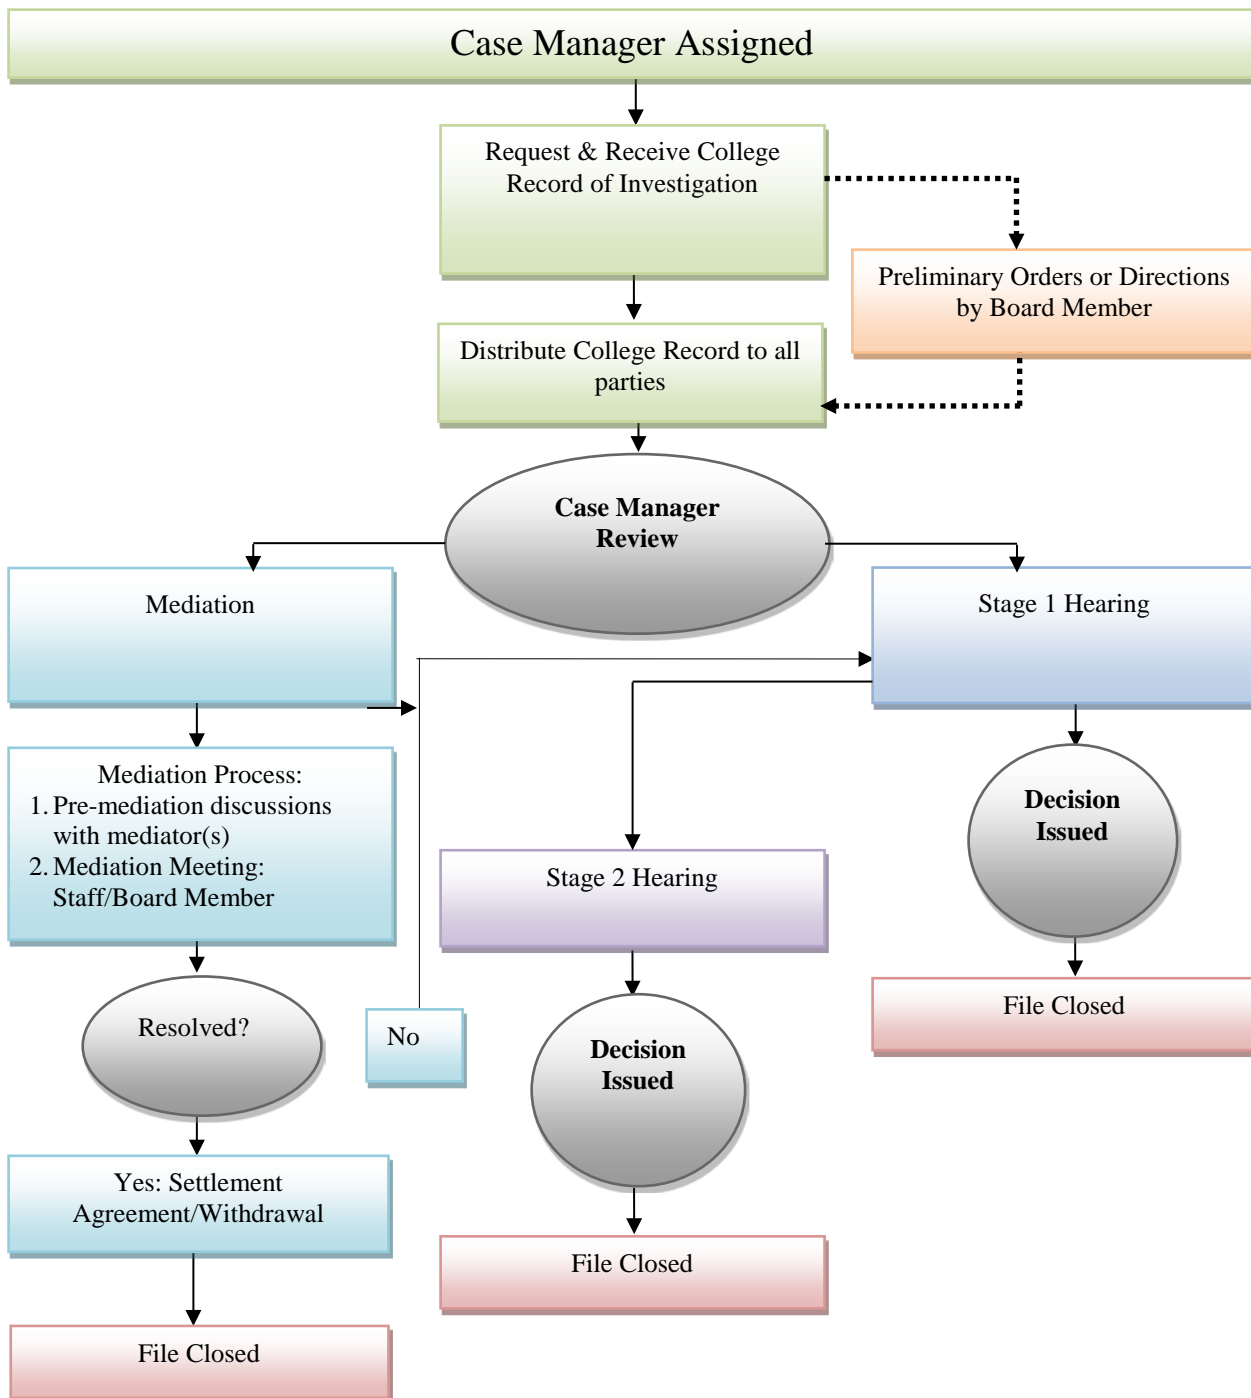 Case Manager Assigned
Request & Receive College
Record of Investigation
Preliminary Orders or Directions
by Board Member
Distribute College Record to all
parties
Case Manager
Review
Mediation
Stage 1 Hearing
Mediation Process:
1. Pre-mediation discussions
with mediator(s)
2. Mediation Meeting:
Staff/Board Member
Decision
Issued
Stage 2 Hearing
Resolved?
No
Decision
Issued
File Closed
Yes: Settlement
Agreement/Withdrawal
File Closed
File Closed